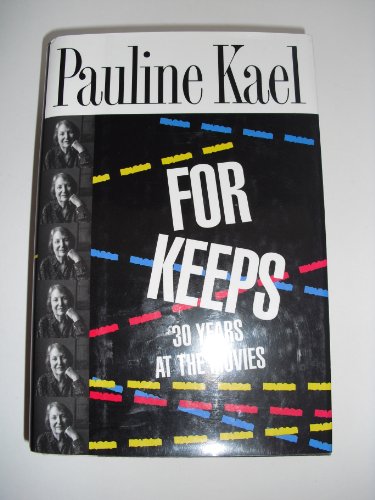 Pauline Kael
FOR
KEEPS
30 YEARS
AT THE MOVIES